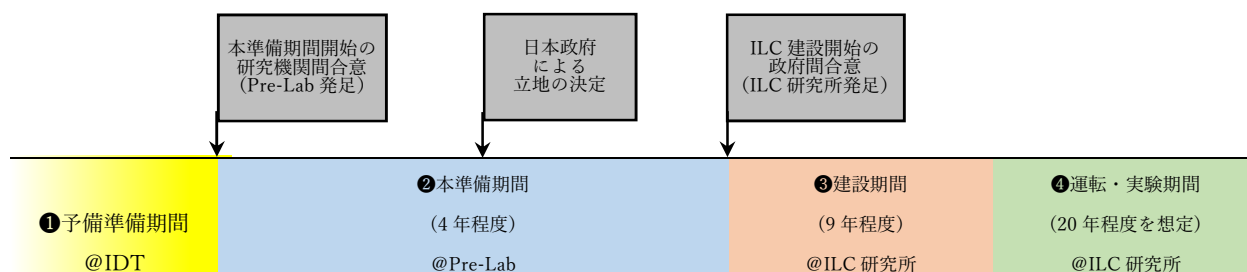 本準備期間開始の
研究機関間合意
(Pre-Lab 発足)
日本政府
による
立地の決定
ILC 建設開始の
政府間合意
(ILC 研究所発足)
❶予備準備期間
@IDT
❷本準備期間
(4 年程度)
@Pre-Lab
❸建設期間
(9 年程度)
@ILC 研究所
❹運転・実験期間
(20 年程度を想定)
@ILC 研究所